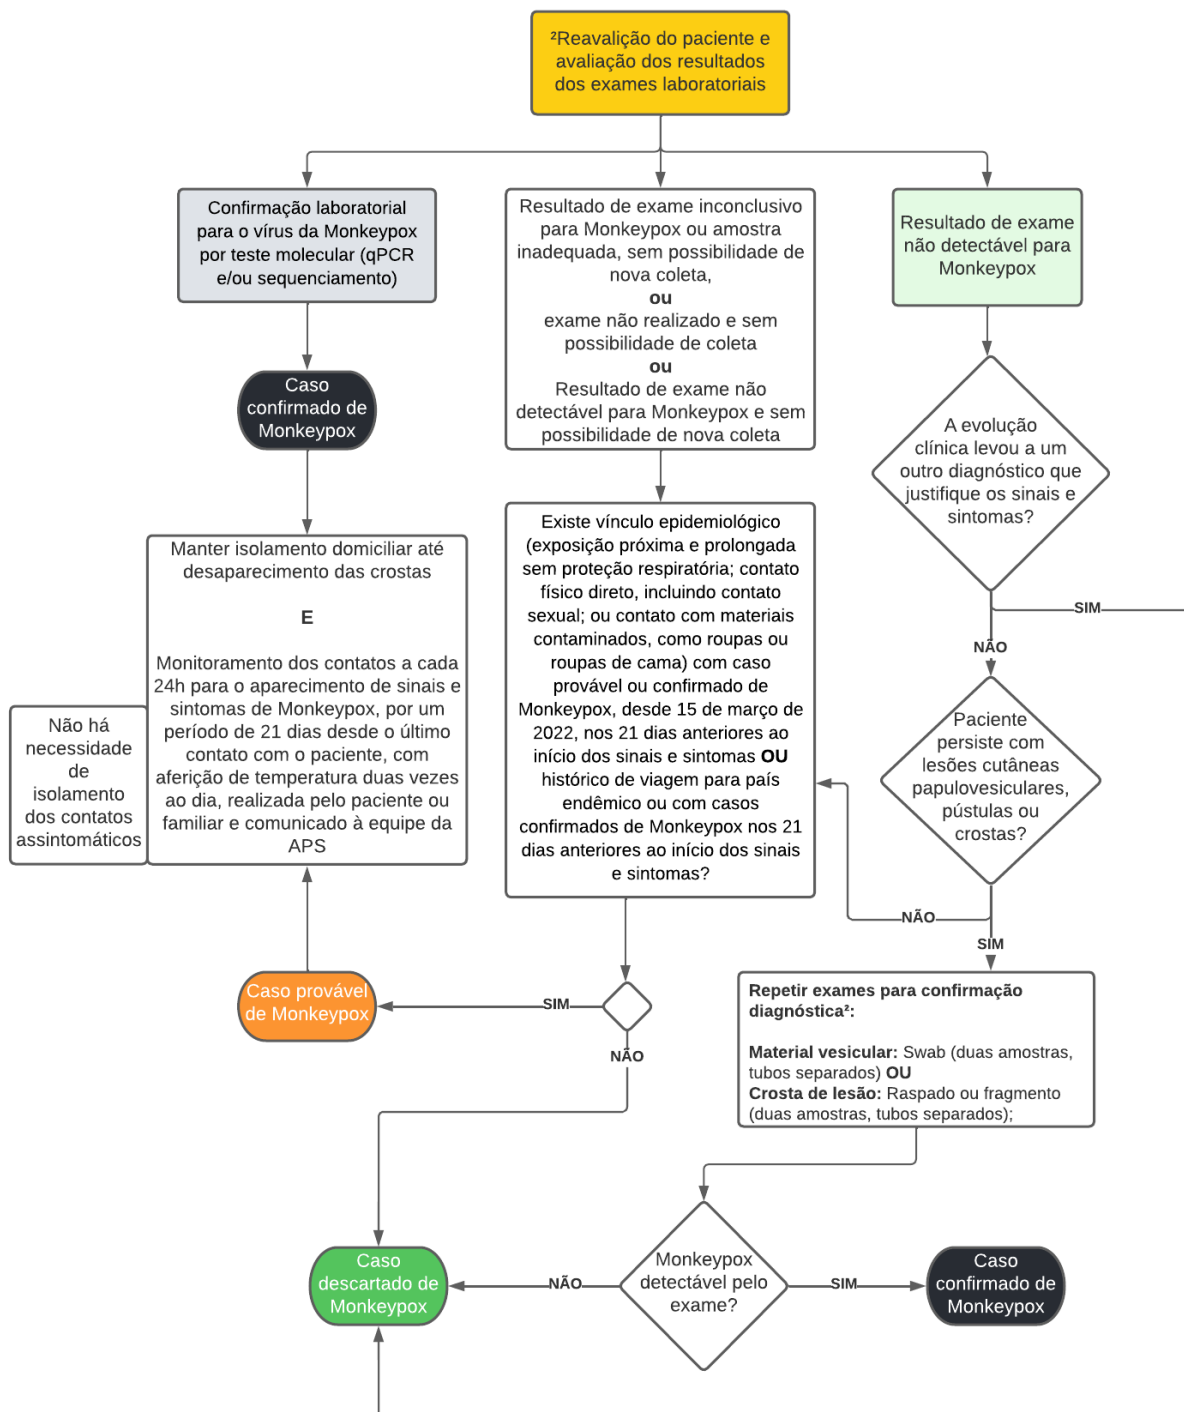 ²Reavalição do paciente e
avaliação dos resultados
dos exames laboratoriais
Confirmação laboratorial
para o vírus da Monkeypox
por teste molecular (qPCR
e/ou sequenciamento)
Resultado de exame inconclusivo
para Monkeypox ou amostra
inadequada, sem possibilidade de
nova coleta,
ou
exame não realizado e sem
possibilidade de coleta
ou
Resultado de exame não
detectável para Monkeypox e sem
possibilidade de nova coleta
Resultado de exame
não detectável para
Monkeypox
Caso
confirmado de
Monkeypox
A evolução
clínica levou a um
outro diagnóstico que
justifique os sinais e
sintomas?
Existe vínculo epidemiológico
(exposição próxima e prolongada
sem proteção respiratória; contato
físico direto, incluindo contato
sexual; ou contato com materiais
contaminados, como roupas ou
roupas de cama) com caso
provável ou confirmado de
Monkeypox, desde 15 de março de
2022, nos 21 dias anteriores ao
início dos sinais e sintomas OU
histórico de viagem para país
endêmico ou com casos
confirmados de Monkeypox nos 21
dias anteriores ao início dos sinais
e sintomas?
Manter isolamento domiciliar até
desaparecimento das crostas
E
Monitoramento dos contatos a cada
24h para o aparecimento de sinais e
sintomas de Monkeypox, por um
período de 21 dias desde o último
contato com o paciente, com
aferição de temperatura duas vezes
ao dia, realizada pelo paciente ou
familiar e comunicado à equipe da
APS
Não há
necessidade
de
isolamento
dos contatos
assintomáticos
SIM
NÃO
Paciente
persiste com
lesões cutâneas
papulovesiculares,
pústulas ou
crostas?
NÃO
SIM
Caso provável
de Monkeypox
SIM
NÃO
Repetir exames para confirmação
diagnóstica²:
Material vesicular: Swab (duas amostras,
tubos separados) OU
Crosta de lesão: Raspado ou fragmento
(duas amostras, tubos separados);
Caso
descartado de
Monkeypox
NÃO
Monkeypox
detectável pelo
exame?
SIM
Caso
confirmado de
Monkeypox